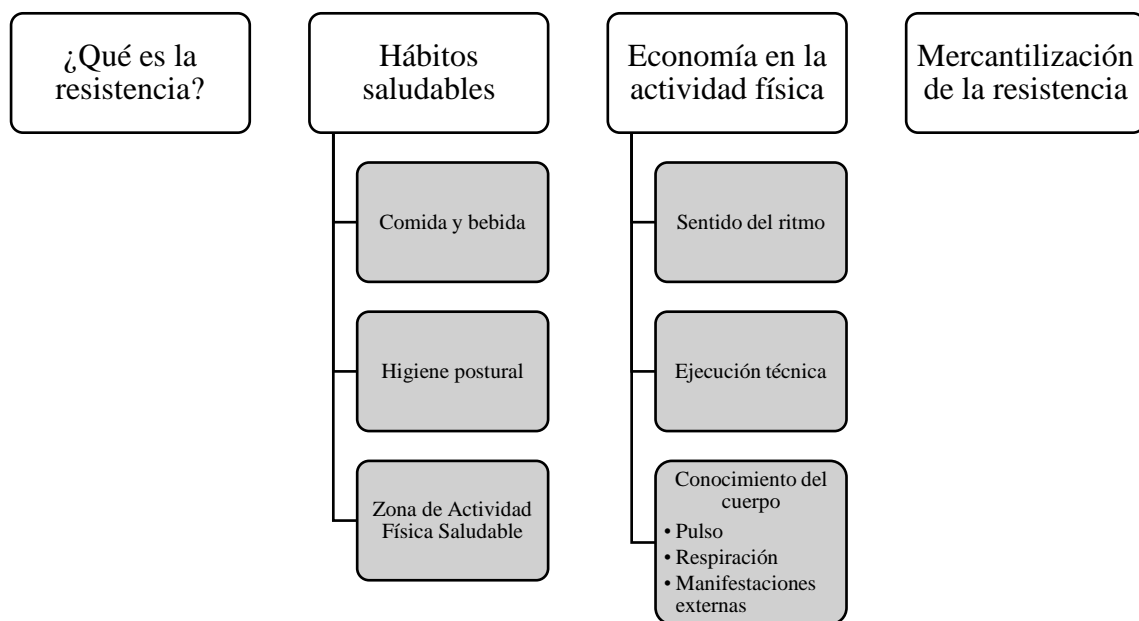 ¿Qué es la
resistencia?
Hábitos
saludables
Comida y bebida
Higiene postural
Zona de Actividad
Física Saludable
Economía en la
actividad física
Sentido del ritmo
Ejecución técnica
Conocimiento del
cuerpo
• Pulso
• Respiración
• Manifestaciones
externas
Mercantilización
de la resistencia